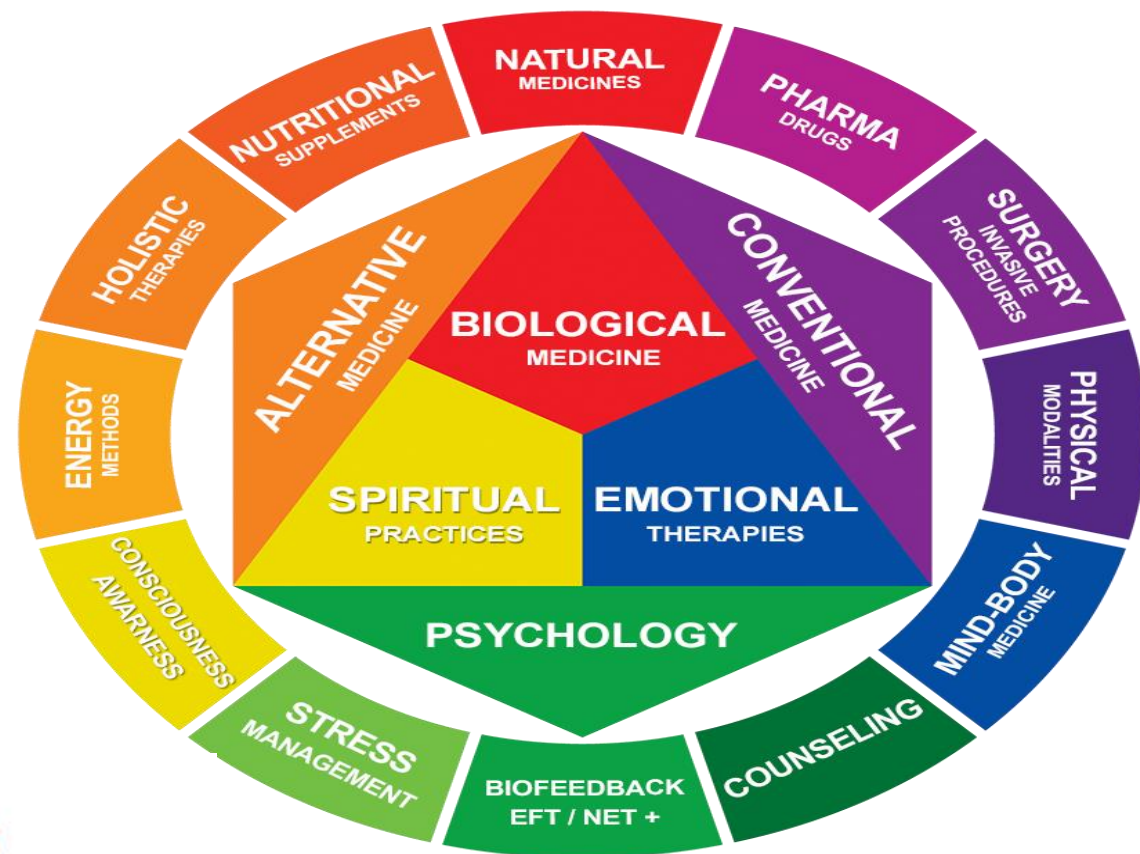 NATURAL
MEDICINES
PHARMA
DRUGS
SURGERY
INVASIVE
PROCEDURES
PHYSICAL
MODALITIES
MIND-BODY
MEDICINE
COUNSELING
BIOFEEDBACK
EFT / NET +
STRESS
MANAGEMENT
CONSCIOUSNESS
AWARNESS
ENERGY
METHODS
HOLISTIC
THERAPIES
NUTRITIONAL
SUPPLEMENTS
ALTERNATIVE
MEDICINE
BIOLOGICAL
MEDICINE
CONVENTIONAL
MEDICINE
SPIRITUAL
PRACTICES
EMOTIONAL
THERAPIES
PSYCHOLOGY